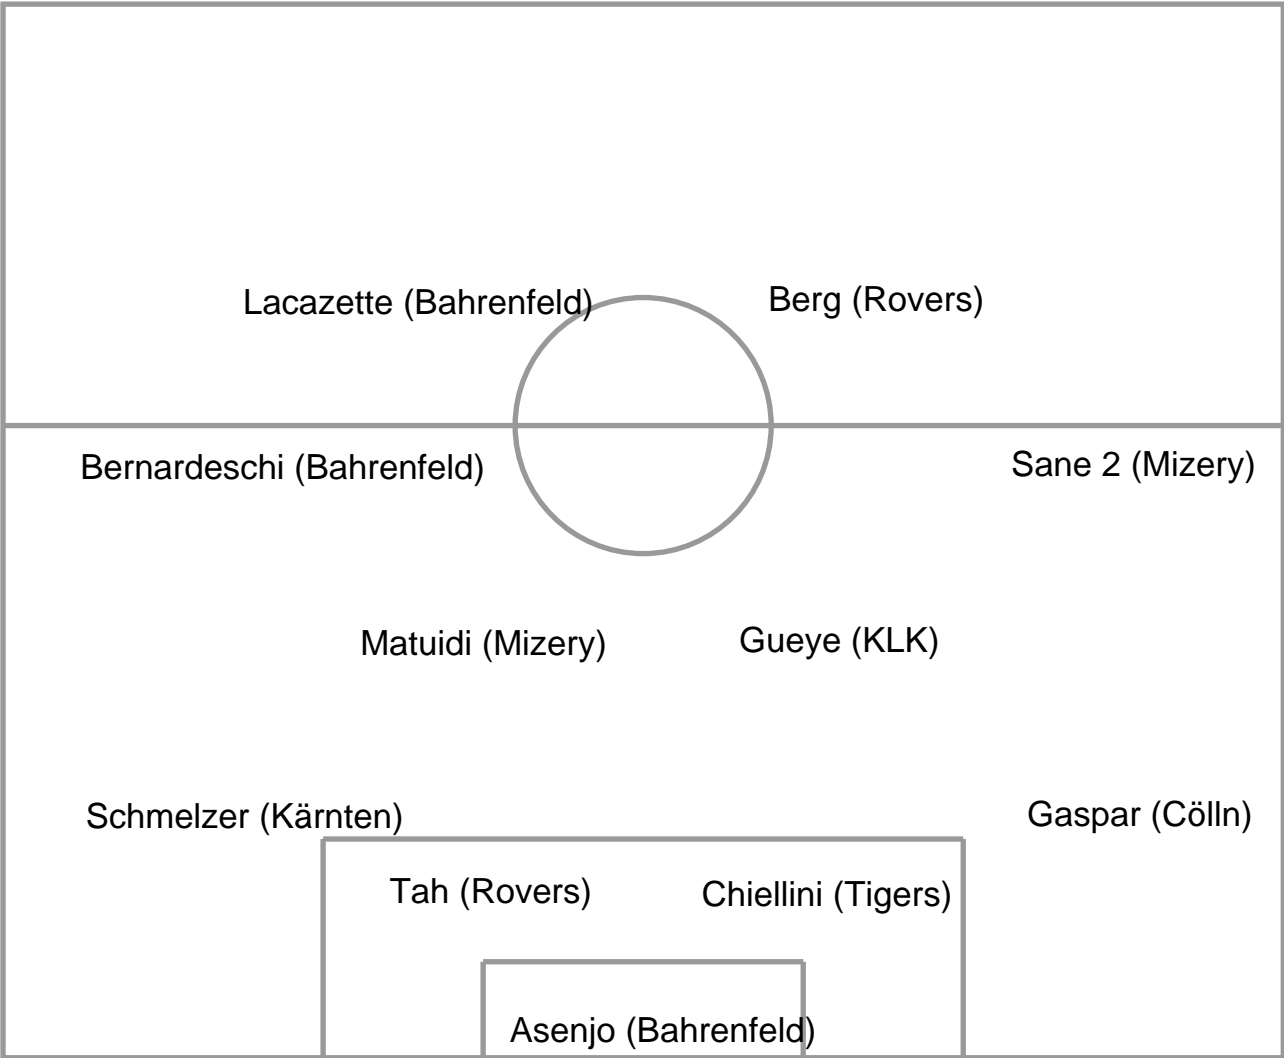 Lacazette (Bahrenfeld)
Berg (Rovers)
Bernardeschi (Bahrenfeld)
Sane 2 (Mizery)
Matuidi (Mizery)
Gueye (KLK)
Schmelzer (Kärnten)
Gaspar (Cölln)
Tah (Rovers)
Chiellini (Tigers)
Asenjo (Bahrenfeld)